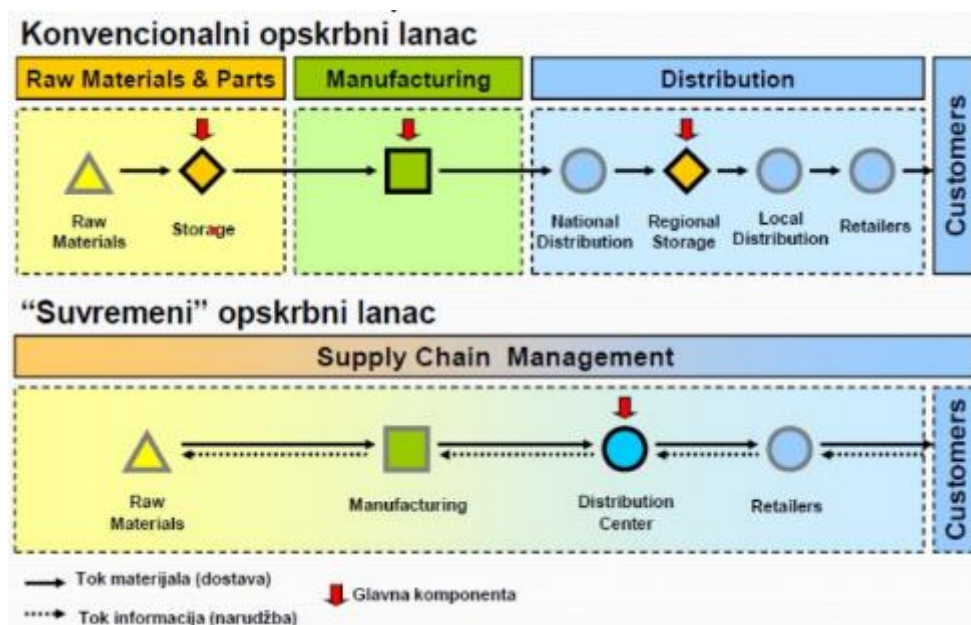 Konvencionalni opskrbni lanac
Raw Materials & Parts
Manufacturing
Distribution
Customers
Raw
Materials
Storage
National
Distribution
Regional
Storage
Local
Distribution
Retailers
“Suvremeni” opskrbni lanac
Supply Chain Management
Customers
Raw
Materials
Manufacturing
Distribution
Center
Retailers
Tok materijala (dostava)
Glavna komponenta
Tok informacija (narudžba)